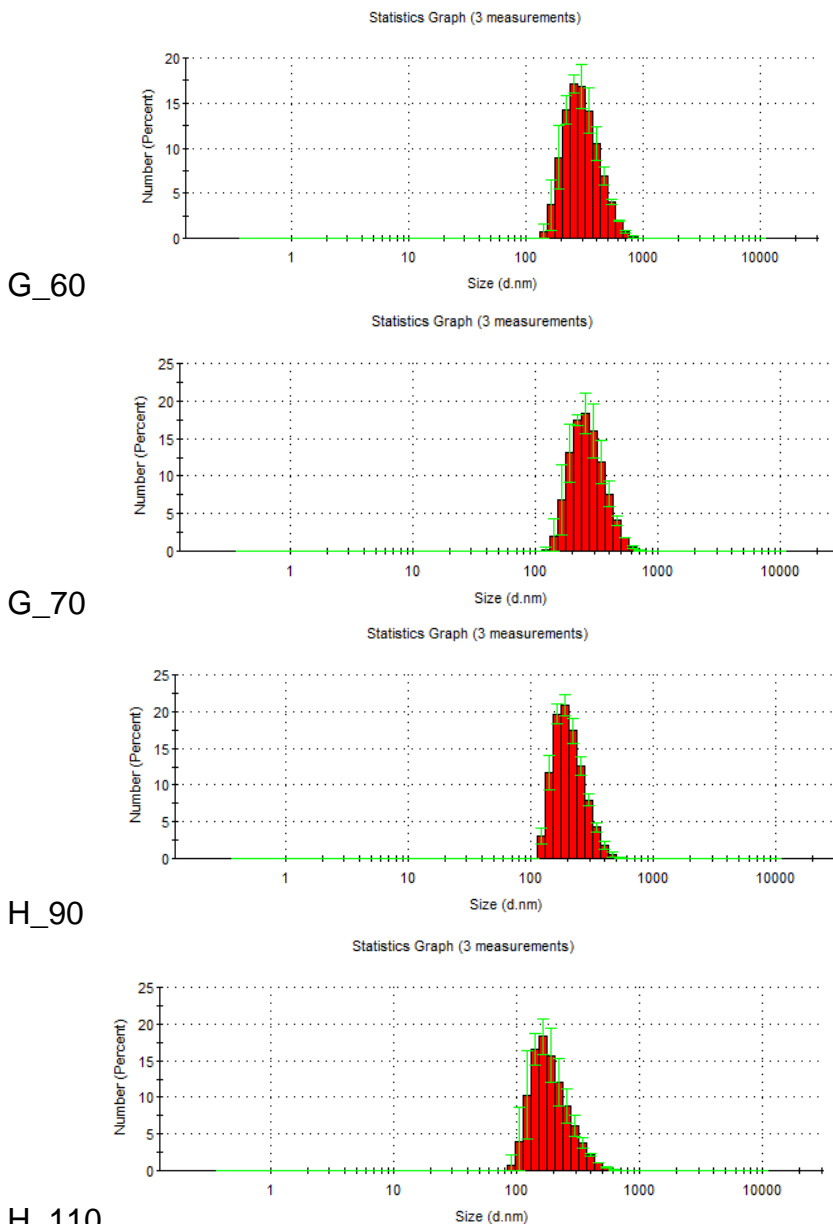 Statistics Graph (3 measurements)
20
15
10
5
0
Number (Percent)
1 10 100 1000 10000
Size (d.nm)
G_60
Statistics Graph (3 measurements)
25
20
15
10
5
0
Number (Percent)
1 10 100 1000 10000
Size (d.nm)
G_70
Statistics Graph (3 measurements)
25
20
15
10
5
0
Number (Percent)
1 10 100 1000 10000
Size (d.nm)
H_90
Statistics Graph (3 measurements)
25
20
15
10
5
0
Number (Percent)
1 10 100 1000 10000
Size (d.nm)
H_110